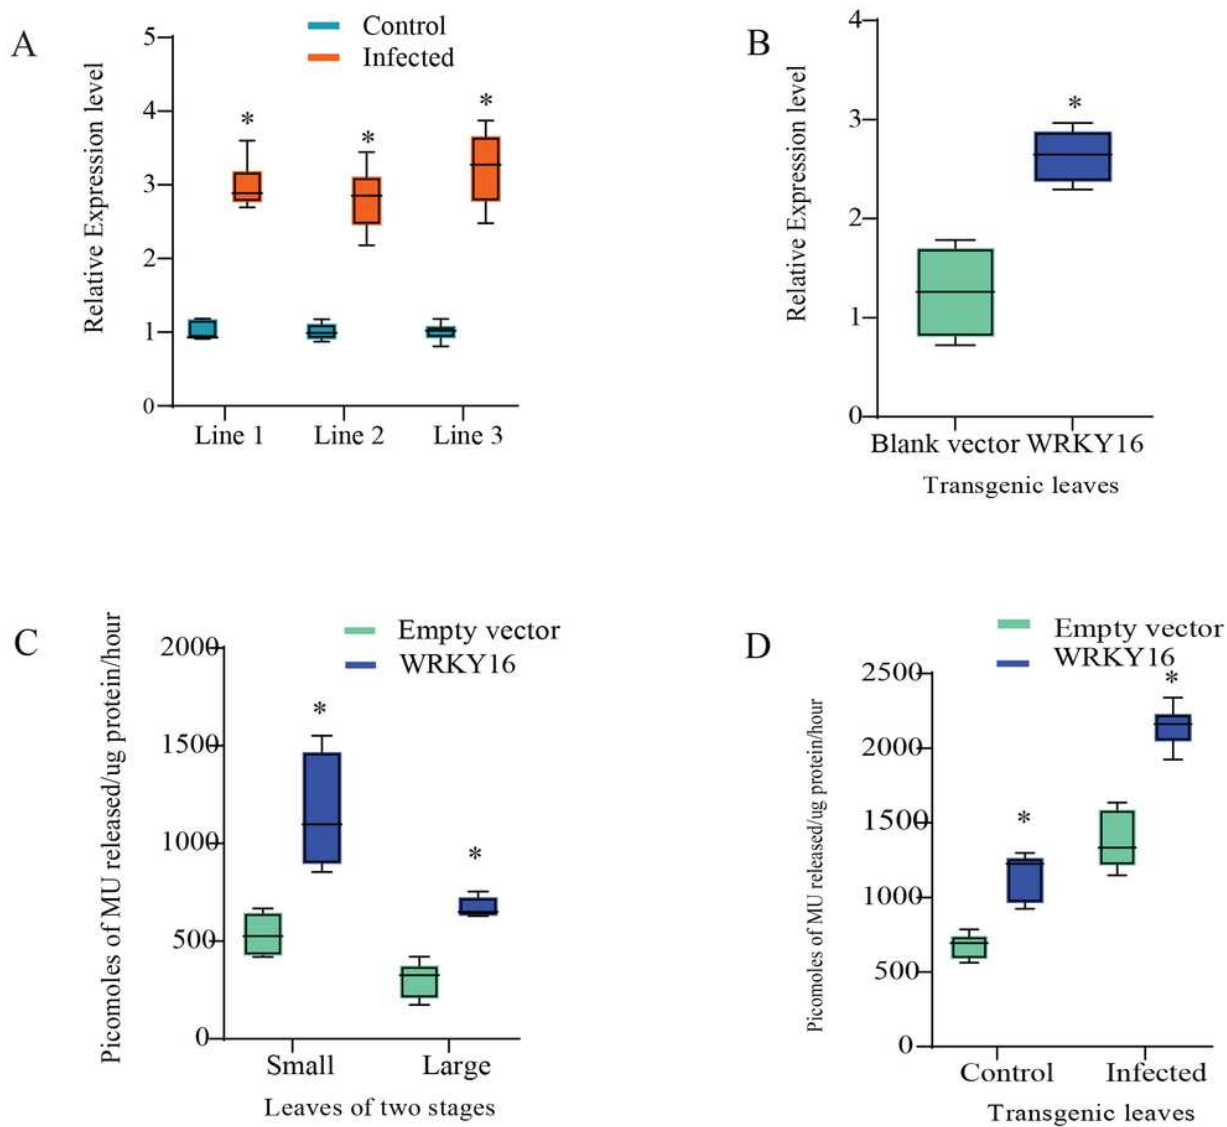 A
Control
Infected
Relative Expression level
5
4
3
2
1
0
*
*
*
Line 1 Line 2 Line 3
B
Relative Expression level
4
3
2
1
0
*
Blank vector WRKY16
Transgenic leaves
C
Empty vector
WRKY16
Picomoles of MU released/ug protein/hour
2000
1500
1000
500
0
*
*
Small Large
Leaves of two stages
D
Empty vector
WRKY16
Picomoles of MU released/ug protein/hour
2500
2000
1500
1000
500
0
*
*
Control Infected
Transgenic leaves